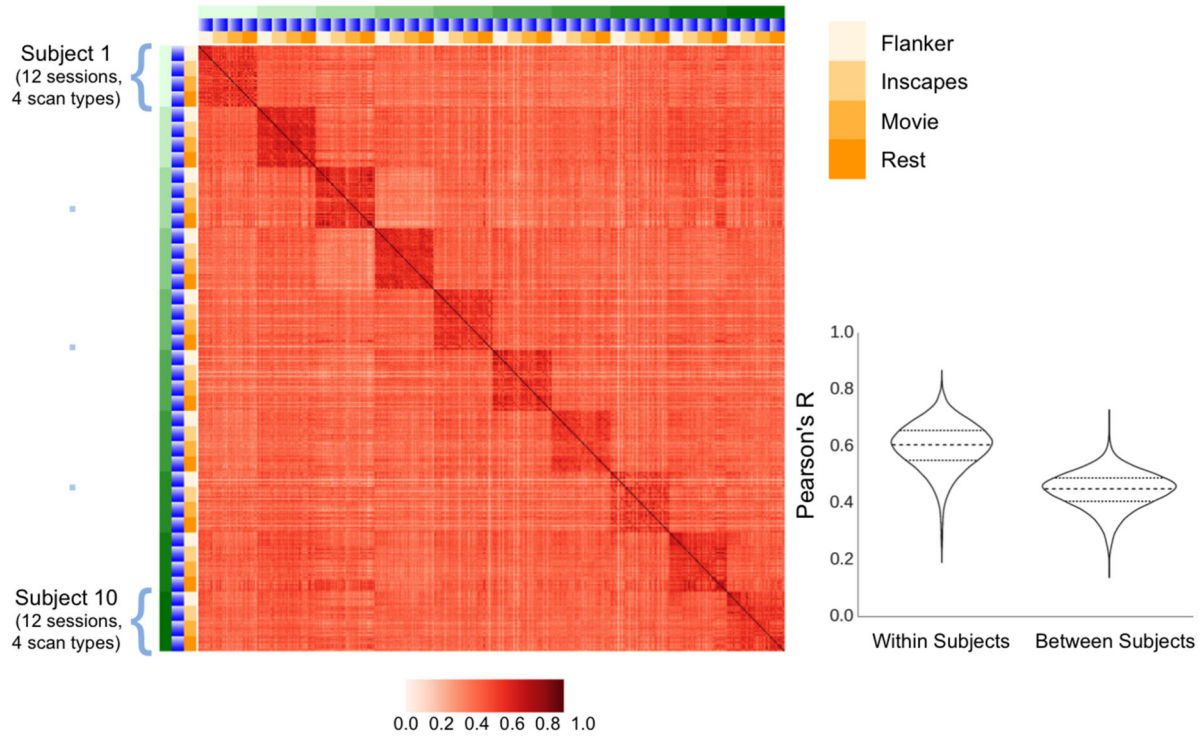 Subject 1
(12 sessions,
4 scan types)
Subject 10
(12 sessions,
4 scan types)
0.0 0.2 0.4 0.6 0.8 1.0
Flanker
Inscapes
Movie
Rest
Pearson's R
1.0
0.8
0.6
0.4
0.2
0.0
Within Subjects
Between Subjects